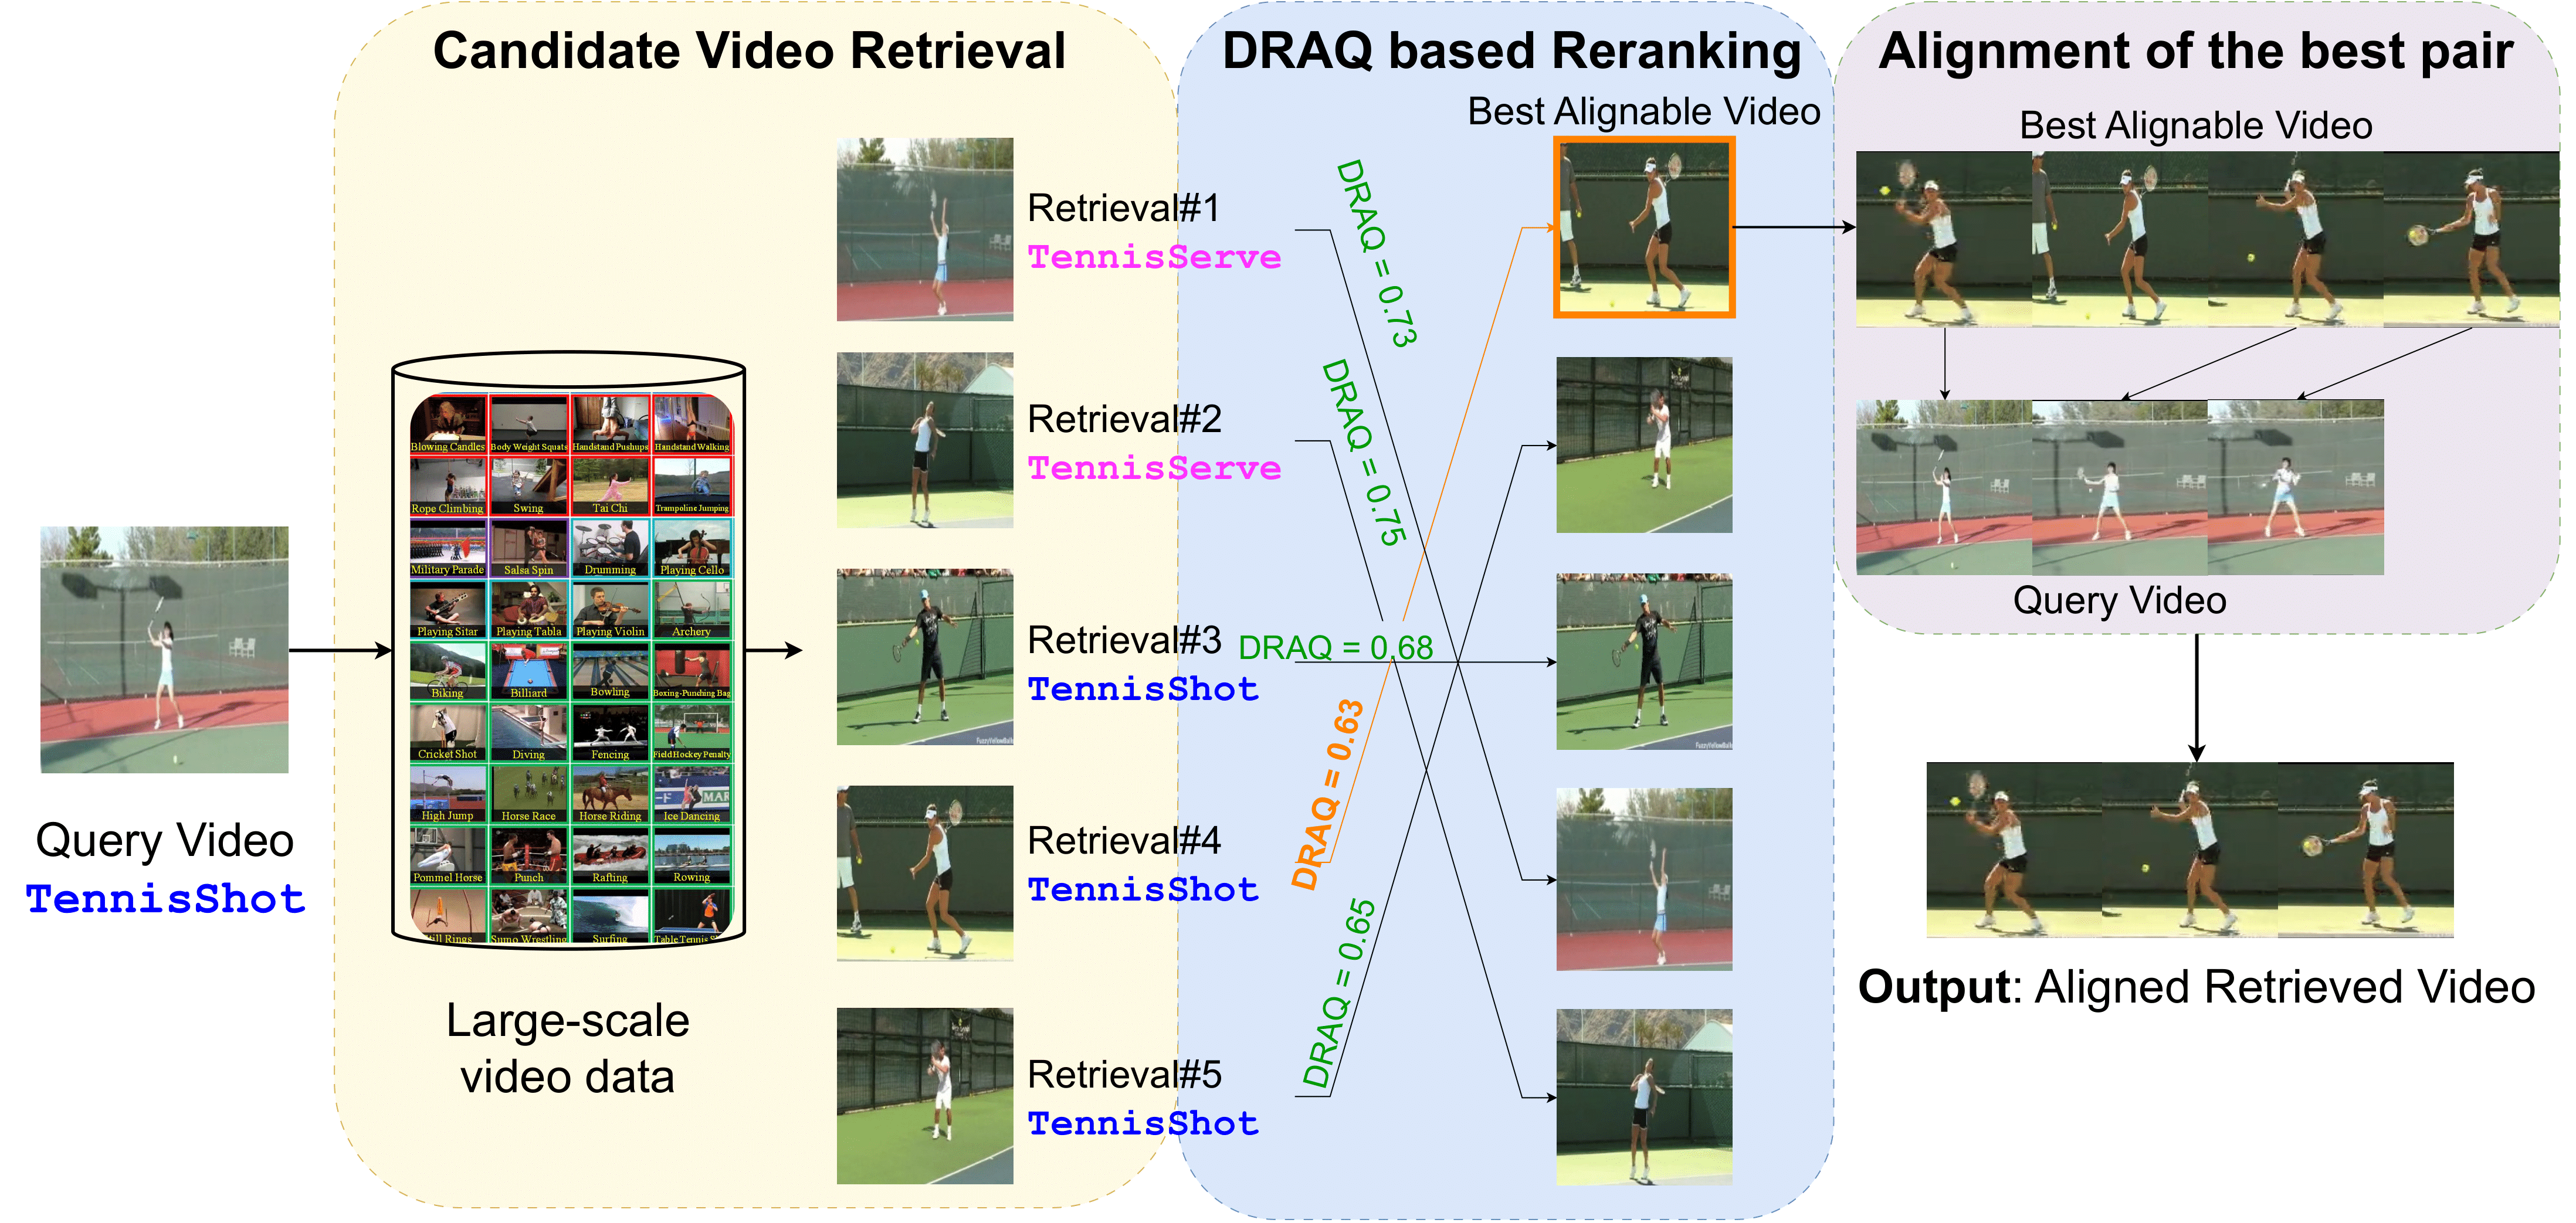 Candidate Video Retrieval
DRAQ based Reranking
Alignment of the best pair
Query Video
TennisShot
Blowing Candles
Body Weight Squats
Handstand Pushups
Handstand Walking
Rope Climbing
Swing
Tai Chi
Trampoline Jumping
Military Parade
Salsa Spin
Drumming
Playing Cello
Playing Sitar
Playing Tabla
Playing Violin
Archery
Biking
Billiard
Bowling
Boxing-Punching Bag
Cricket Shot
Diving
Fencing
Field Hockey Penalty
High Jump
Horse Race
Horse Riding
Ice Dancing
Pommel Horse
Punch
Rafting
Rowing
Rings
Sumo Wrestling
Surfing
Table Tennis
Large-scale
video data
Retrieval#1
TennisServe
Retrieval#2
TennisServe
Retrieval#3
TennisShot
Retrieval#4
TennisShot
Retrieval#5
TennisShot
DRAQ = 0.73
DRAQ = 0.75
DRAQ = 0.68
DRAQ = 0.63
DRAQ = 0.65
Best Alignable Video
Best Alignable Video
Query Video
Output: Aligned Retrieved Video